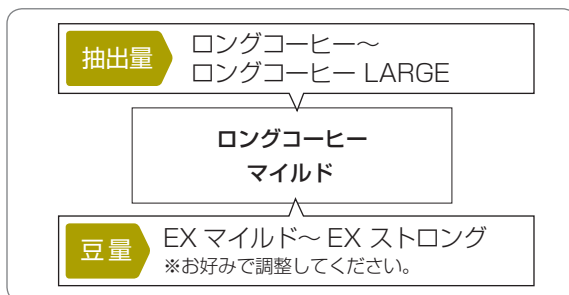 抽出量
ロングコーヒー～
ロングコーヒー LARGE
ロングコーヒー
マイルド
豆量
EX マイルド～ EX ストロング
※お好みで調整してください。